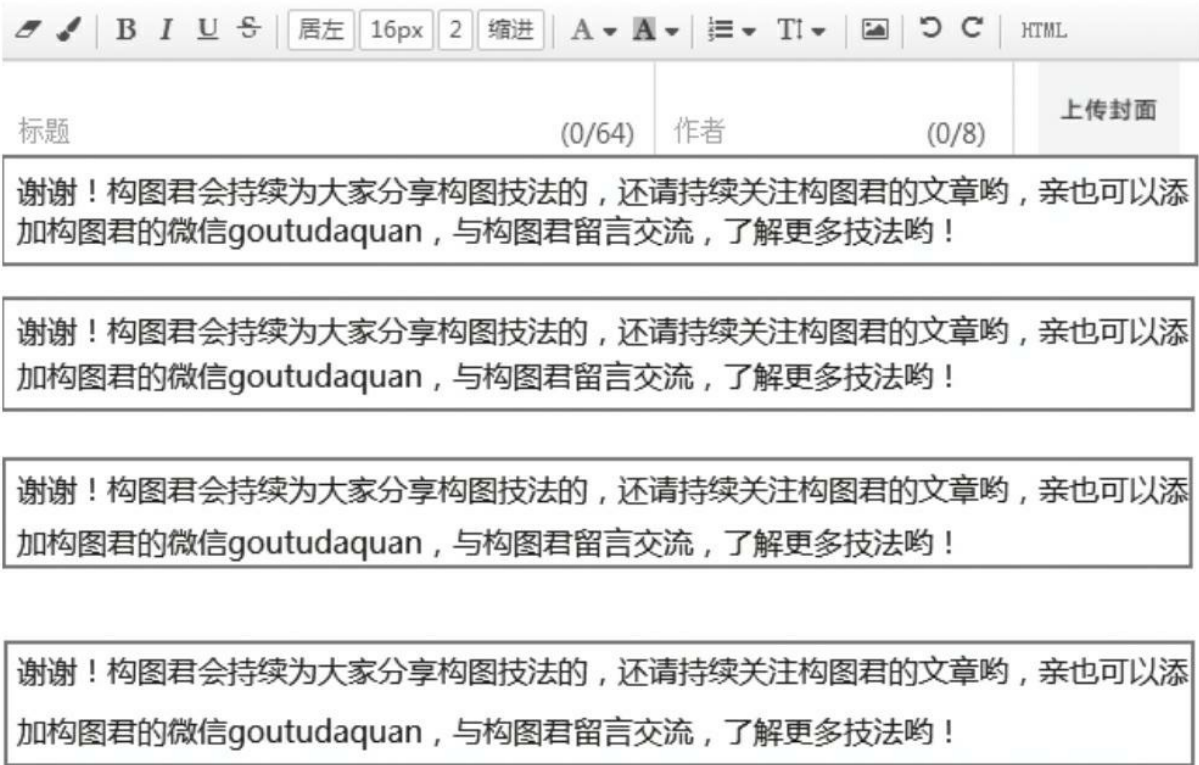 B I U S 居左 16px 2 缩进 A A T HTML
标题 (0/64) 作者 (0/8) 上传封面
谢谢！构图君会持续为大家分享构图技法的，还请持续关注构图君的文章哟，亲也可以添
加构图君的微信goutudaquan，与构图君留言交流，了解更多技法哟！
谢谢！构图君会持续为大家分享构图技法的，还请持续关注构图君的文章哟，亲也可以添
加构图君的微信goutudaquan，与构图君留言交流，了解更多技法哟！
谢谢！构图君会持续为大家分享构图技法的，还请持续关注构图君的文章哟，亲也可以添
加构图君的微信goutudaquan，与构图君留言交流，了解更多技法哟！
谢谢！构图君会持续为大家分享构图技法的，还请持续关注构图君的文章哟，亲也可以添
加构图君的微信goutudaquan，与构图君留言交流，了解更多技法哟！